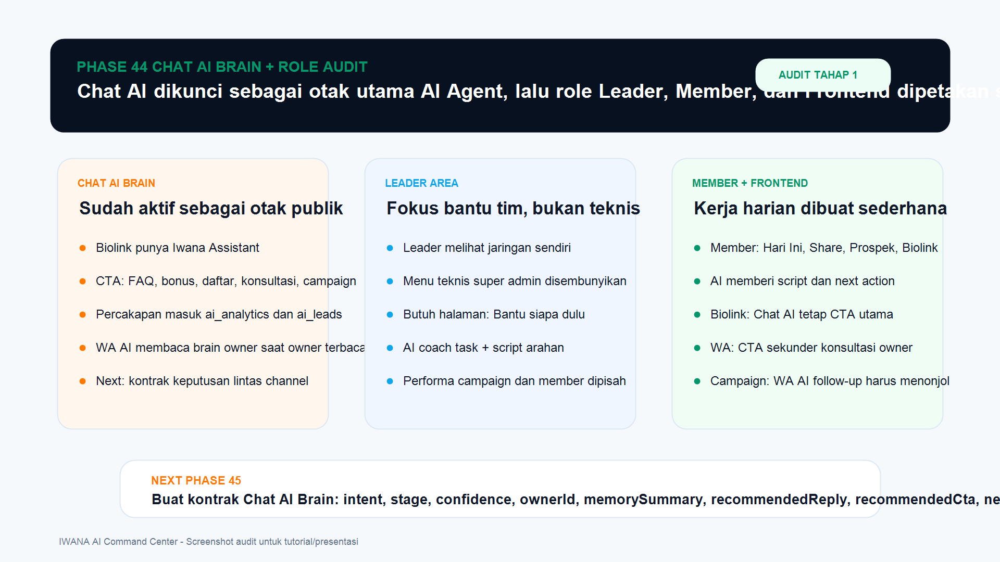 PHASE 44 CHAT AI BRAIN + ROLE AUDIT
AUDIT TAHAP 1
Chat AI dikunci sebagai otak utama AI Agent, lalu role Leader, Member, dan Frontend dipetakan s
CHAT AI BRAIN
Sudah aktif sebagai otak publik
Biolink punya Iwana Assistant
CTA: FAQ, bonus, daftar, konsultasi, campaign
Percakapan masuk ai_analytics dan ai_leads
WA AI membaca brain owner saat owner terbaca
Next: kontrak keputusan lintas channel
LEADER AREA
Fokus bantu tim, bukan teknis
Leader melihat jaringan sendiri
Menu teknis super admin disembunyikan
Butuh halaman: Bantu siapa dulu
AI coach task + script arahan
Performa campaign dan member dipisah
MEMBER + FRONTEND
Kerja harian dibuat sederhana
Member: Hari Ini, Share, Prospek, Biolink
AI memberi script dan next action
Biolink: Chat AI tetap CTA utama
WA: CTA sekunder konsultasi owner
Campaign: WA AI follow-up harus menonjol
NEXT PHASE 45
Buat kontrak Chat AI Brain: intent, stage, confidence, ownerId, memorySummary, recommendedReply, recommendedCta, ne
IWANA AI Command Center - Screenshot audit untuk tutorial/presentasi